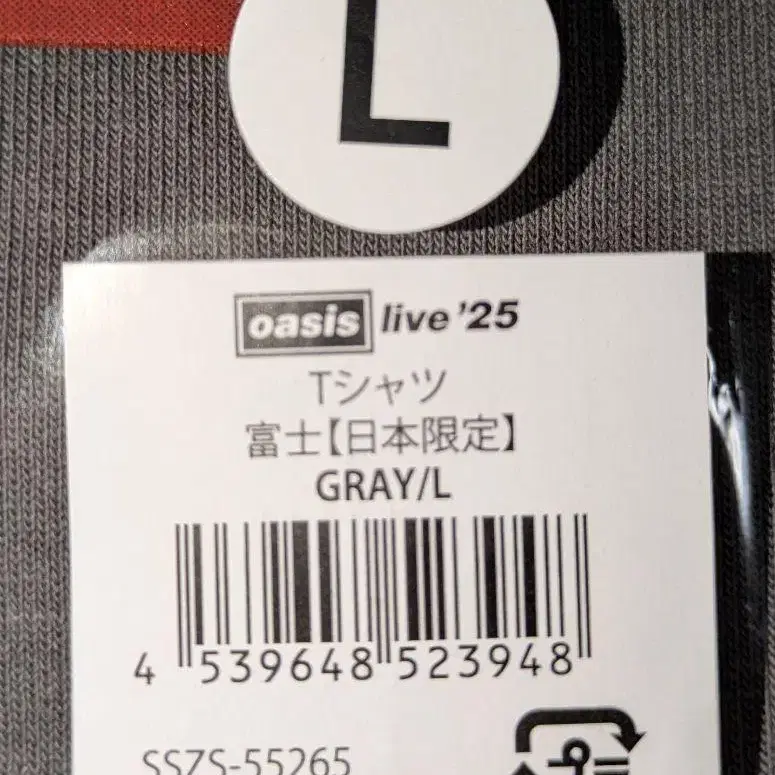 L
oasis live '25
Tシャツ
富士【日本限定】
GRAY/L
4 539648 523948
SSZS-55265